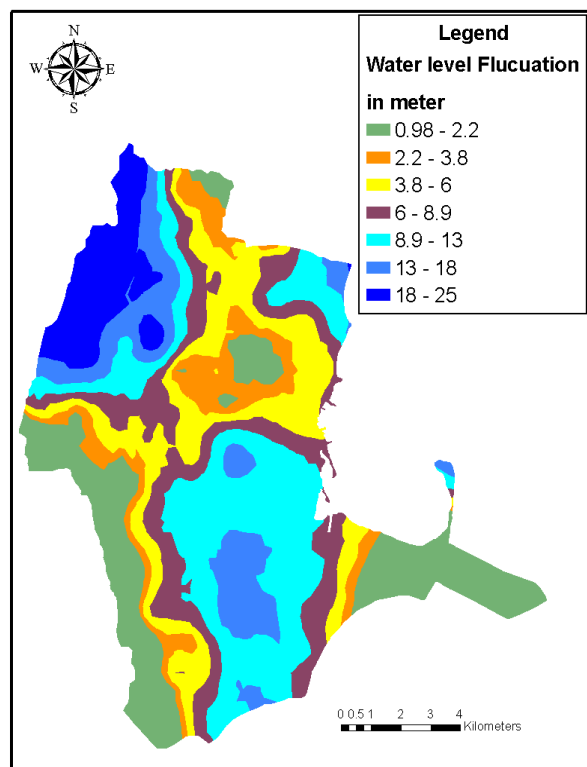 N
W E
S
Legend
Water level Flucuation
in meter
0.98 - 2.2
2.2 - 3.8
3.8 - 6
6 - 8.9
8.9 - 13
13 - 18
18 - 25
0 0.5 1 2 3 4
Kilometers